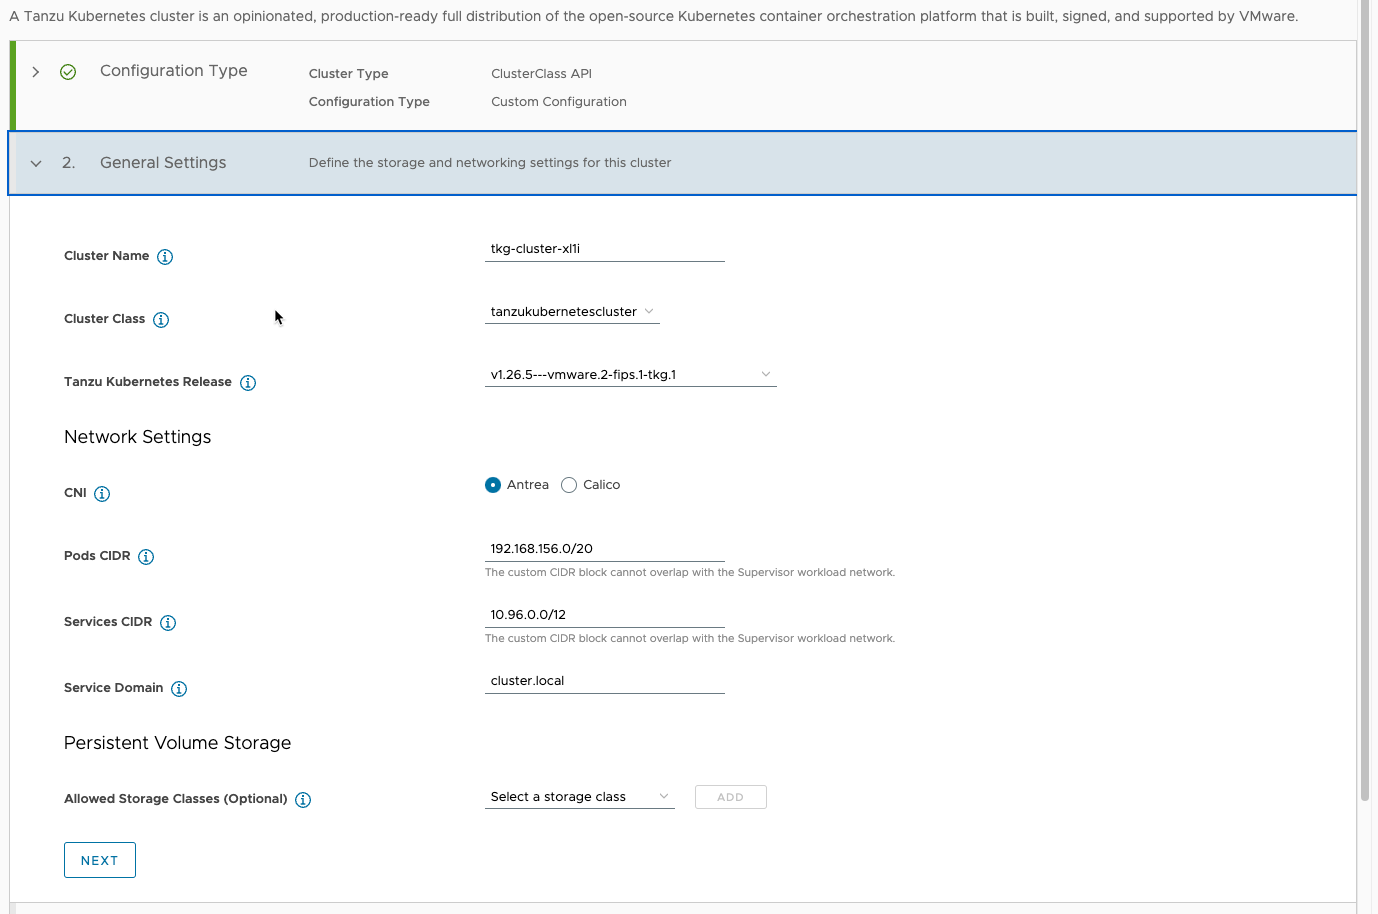 A Tanzu Kubernetes cluster is an opinionated, production-ready full distribution of the open-source Kubernetes container orchestration platform that is built, signed, and supported by VMware.
Configuration Type
Cluster Type ClusterClass API
Configuration Type Custom Configuration
2. General Settings Define the storage and networking settings for this cluster
Cluster Name tkg-cluster-xl1i
Cluster Class tanzukubernetescluster
Tanzu Kubernetes Release v1.26.5---vmware.2-fips.1-tkg.1
Network Settings
CNI Antrea Calico
Pods CIDR 192.168.156.0/20
The custom CIDR block cannot overlap with the Supervisor workload network.
Services CIDR 10.96.0.0/12
The custom CIDR block cannot overlap with the Supervisor workload network.
Service Domain cluster.local
Persistent Volume Storage
Allowed Storage Classes (Optional) Select a storage class ADD
NEXT